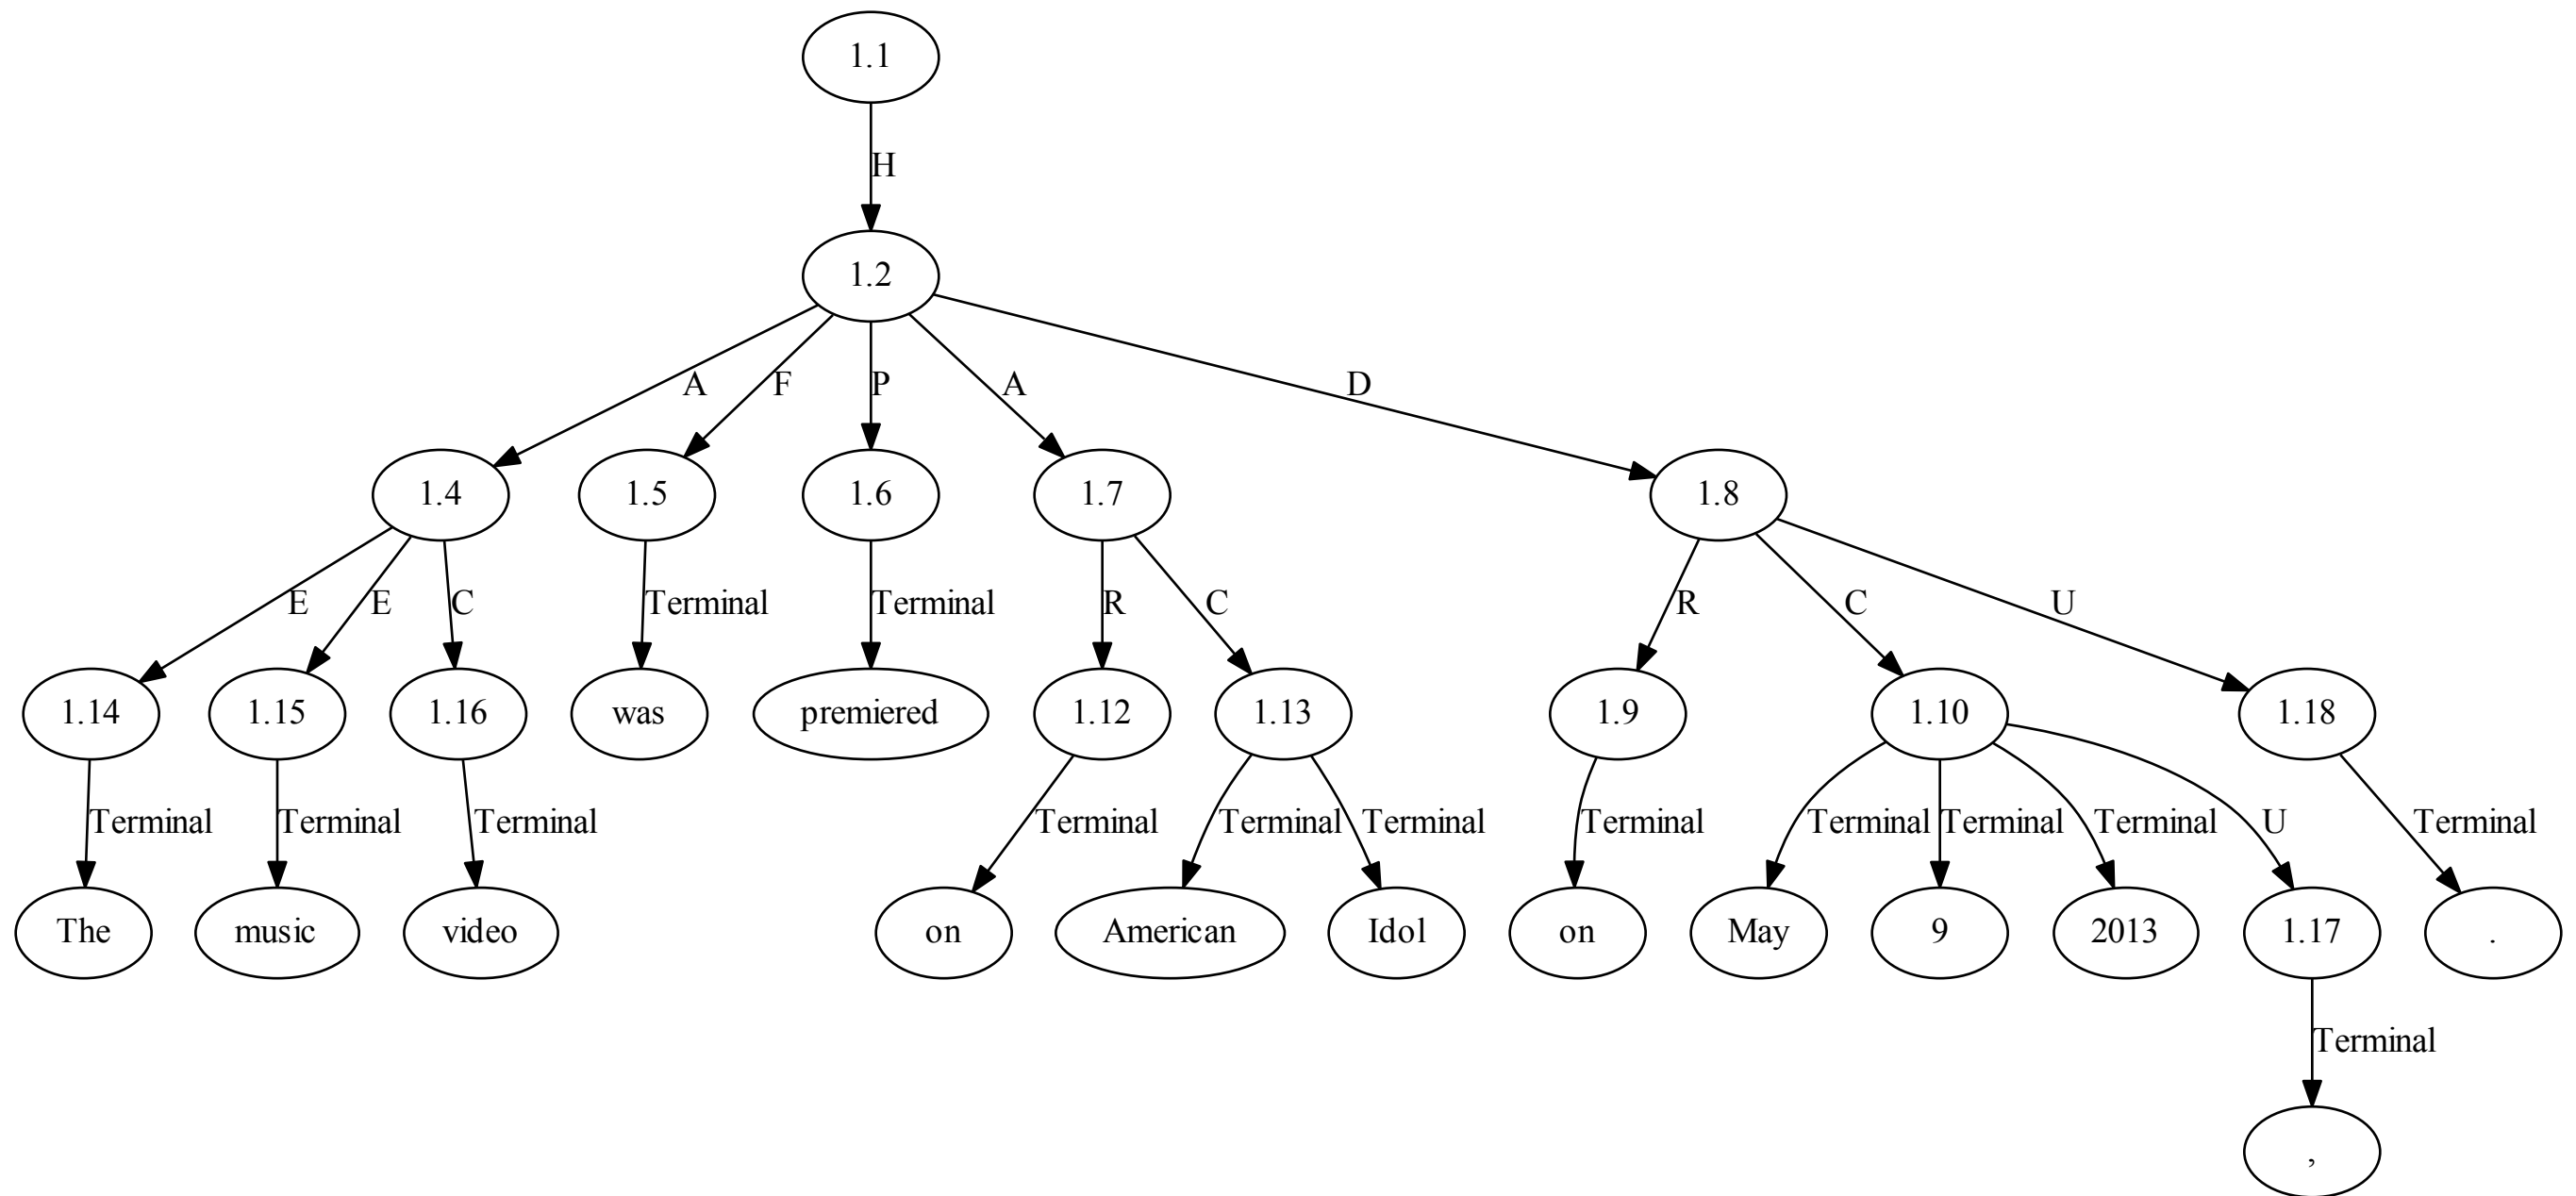 1.1
H
1.2
A F P A D
1.4 1.5 1.6 1.7 1.8
E E C Terminal Terminal R C R C U
1.14 1.15 1.16 was premiered 1.12 1.13 1.9 1.10 1.18
Terminal Terminal Terminal Terminal Terminal Terminal Terminal Terminal Terminal Terminal U Terminal
The music video on American Idol on May 9 2013 1.17 .
Terminal
,